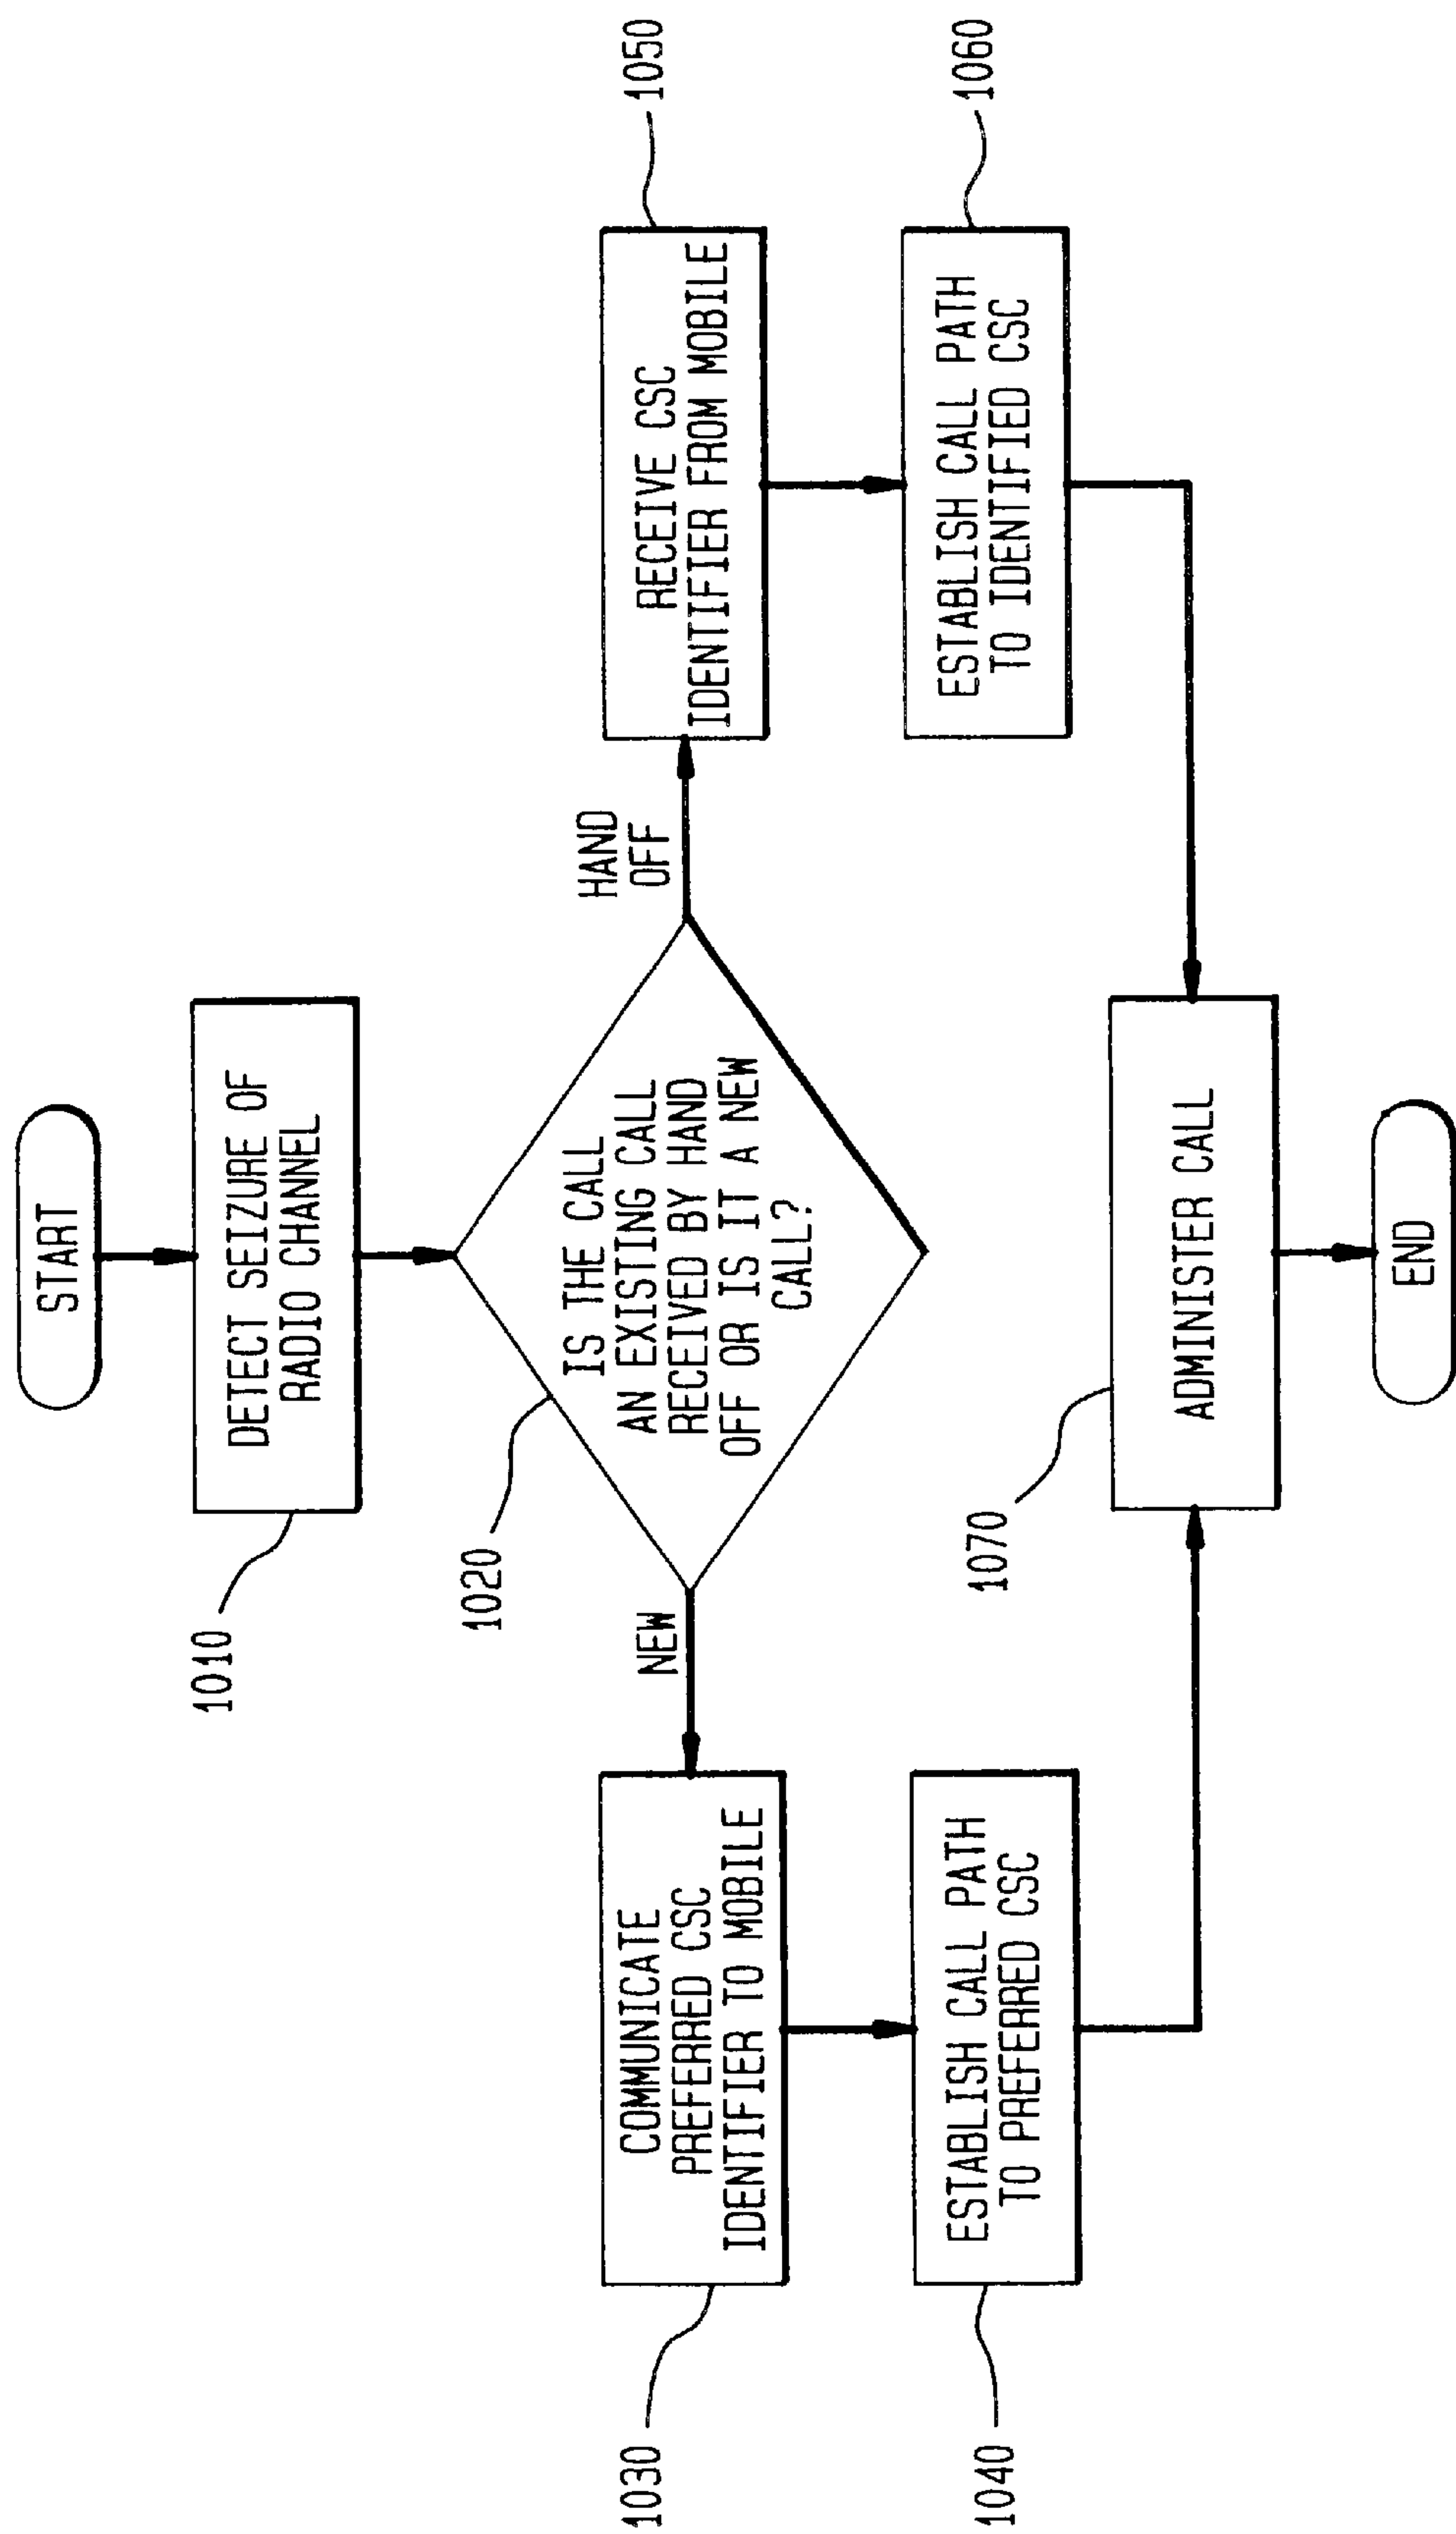 START
1010
DETECT SEIZURE OF
RADIO CHANNEL
1020
IS THE CALL
AN EXISTING CALL
RECEIVED BY HAND
OFF OR IS IT A NEW
CALL?
NEW
HAND
OFF
1030
COMMUNICATE
PREFERRED CSC
IDENTIFIER TO MOBILE
1050
RECEIVE CSC
IDENTIFIER FROM MOBILE
1040
ESTABLISH CALL PATH
TO PREFERRED CSC
1060
ESTABLISH CALL PATH
TO IDENTIFIED CSC
1070
ADMINISTER CALL
END